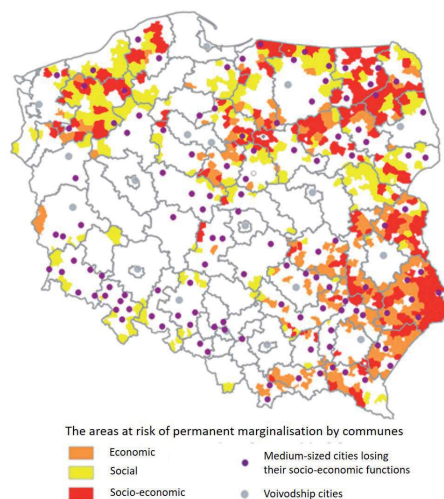 The areas at risk of permanent marginalisation by communes
Economic
Social
Socio-economic
Medium-sized cities losing
their socio-economic functions
Voivodship cities